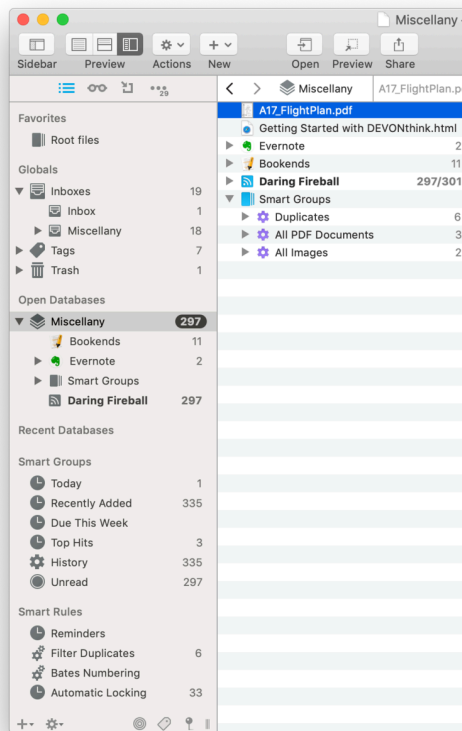 Miscellany
Sidebar Preview Actions New Open Preview Share
29
Miscellany A17_FlightPlan.p
Favorites
Root files
Globals
Inboxes 19
Inbox 1
Miscellany 18
Tags 7
Trash 1
Open Databases
Miscellany 297
Bookends 11
Evernote 2
Smart Groups
Daring Fireball 297
Recent Databases
Smart Groups
Today 1
Recently Added 335
Due This Week
Top Hits 3
History 335
Unread 297
Smart Rules
Reminders
Filter Duplicates 6
Bates Numbering
Automatic Locking 33
A17_FlightPlan.pdf
Getting Started with DEVONthink.html
Evernote 2
Bookends 11
Daring Fireball 297/301
Smart Groups
Duplicates 6
All PDF Documents 3
All Images 2